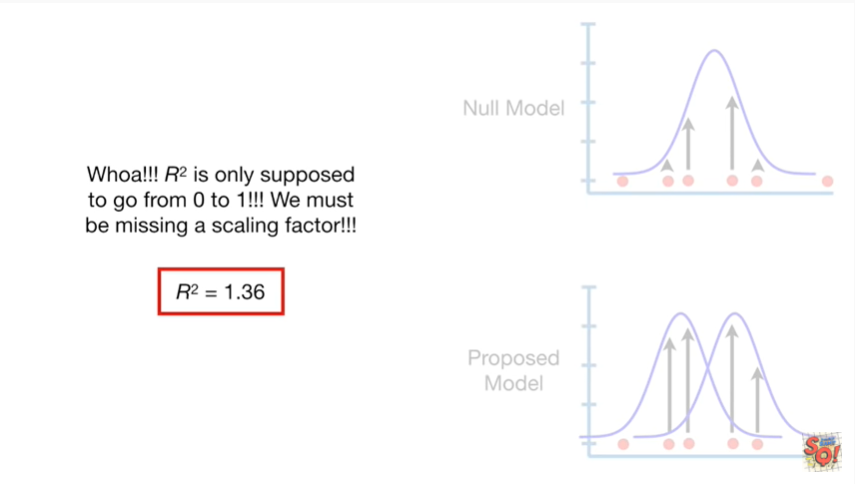 Null Model
Whoa!!! R² is only supposed
to go from 0 to 1!!! We must
be missing a scaling factor!!!
R² = 1.36
Proposed
Model
SQ!